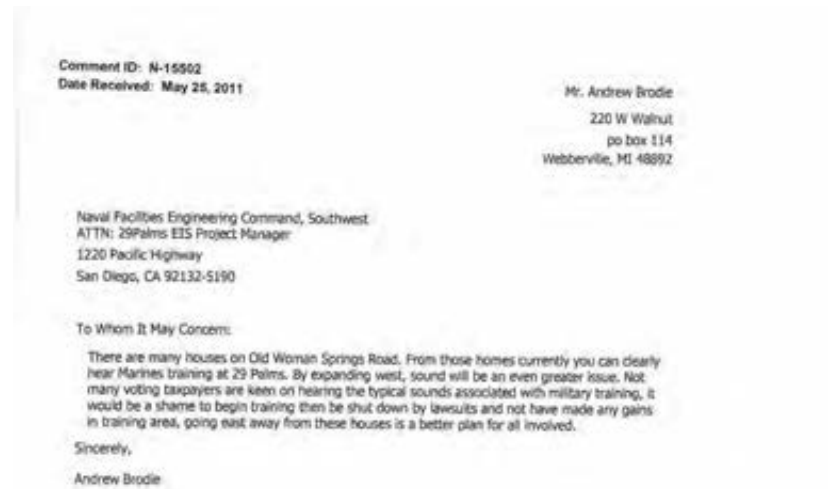 Comment ID: N-15502
Date Received: May 25, 2011
Mr. Andrew Brodie
220 W Walnut
po box 114
Webberville, MI 48892
Naval Facilities Engineering Command, Southwest
ATTN: 29Palms EIS Project Manager
1220 Pacific Highway
San Diego, CA 92132-5190
To Whom It May Concern:
There are many houses on Old Woman Springs Road. From those homes currently you can clearly
hear Marines training at 29 Palms. By expanding west, sound will be an even greater issue. Not
many voting taxpayers are keen on hearing the typical sounds associated with military training, it
would be a shame to begin training then be shut down by lawsuits and not have made any gains
in training area, going east away from these houses is a better plan for all involved.
Sincerely,
Andrew Brodie